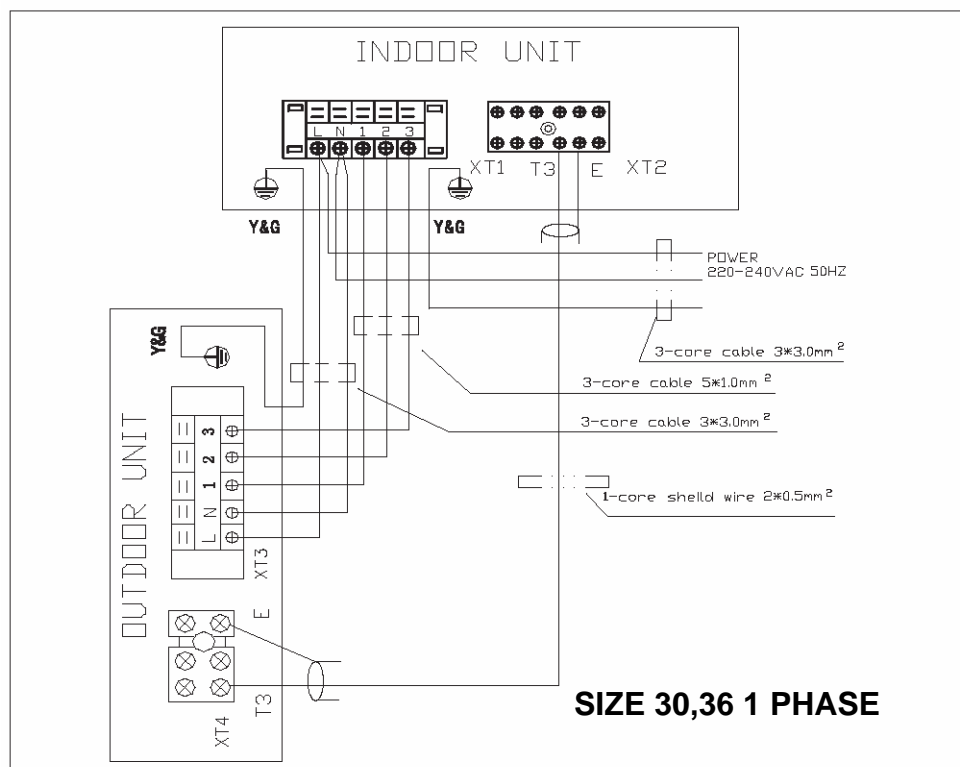 INDOOR UNIT
L N 1 2 3
XT1 T3 E XT2
Y&G
Y&G
POWER
220-240VAC 50HZ
3-core cable 3*3.0mm²
3-core cable 5*1.0mm²
3-core cable 3*3.0mm²
1-core sheild wire 2*0.5mm²
Y&G
OUTDOOR UNIT
3
2
1
N
L
XT3
E
T3
XT4
SIZE 30,36 1 PHASE